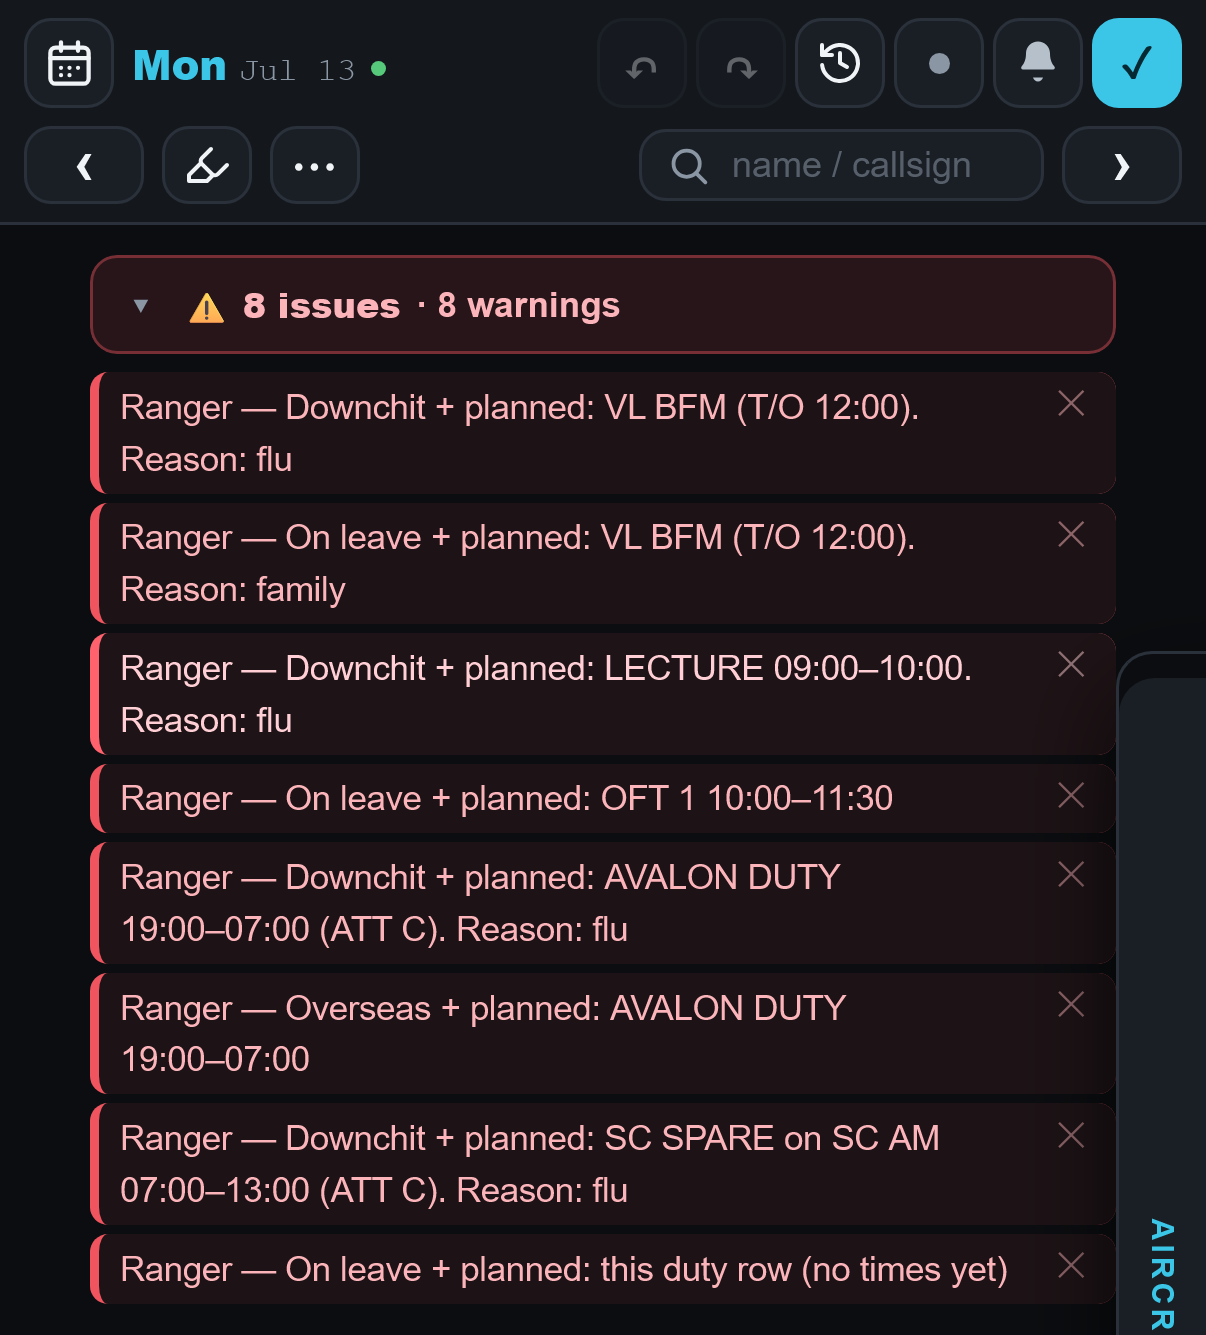 Mon Jul 13
name / callsign
8 issues · 8 warnings
Ranger — Downchit + planned: VL BFM (T/O 12:00).
Reason: flu
Ranger — On leave + planned: VL BFM (T/O 12:00).
Reason: family
Ranger — Downchit + planned: LECTURE 09:00–10:00.
Reason: flu
Ranger — On leave + planned: OFT 1 10:00–11:30
Ranger — Downchit + planned: AVALON DUTY
19:00–07:00 (ATT C). Reason: flu
Ranger — Overseas + planned: AVALON DUTY
19:00–07:00
Ranger — Downchit + planned: SC SPARE on SC AM
07:00–13:00 (ATT C). Reason: flu
Ranger — On leave + planned: this duty row (no times yet)
AIRCR